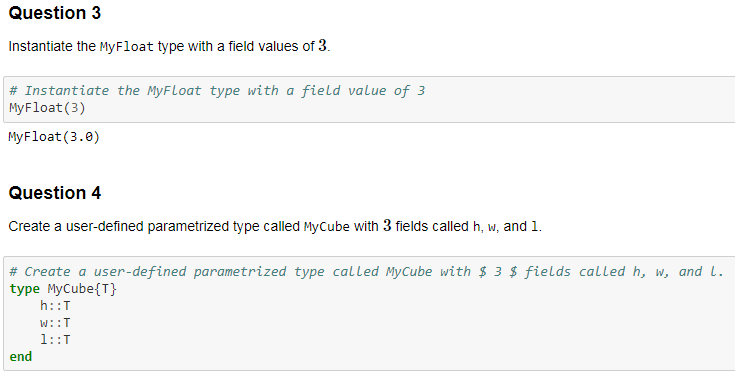 Question 3
Instantiate the MyFloat type with a field values of 3.
# Instantiate the MyFloat type with a field value of 3
MyFloat(3)
MyFloat(3.0)
Question 4
Create a user-defined parametrized type called MyCube with 3 fields called h, w, and l.
# Create a user-defined parametrized type called MyCube with $ 3 $ fields called h, w, and l.
type MyCube{T}
    h::T
    w::T
    l::T
end